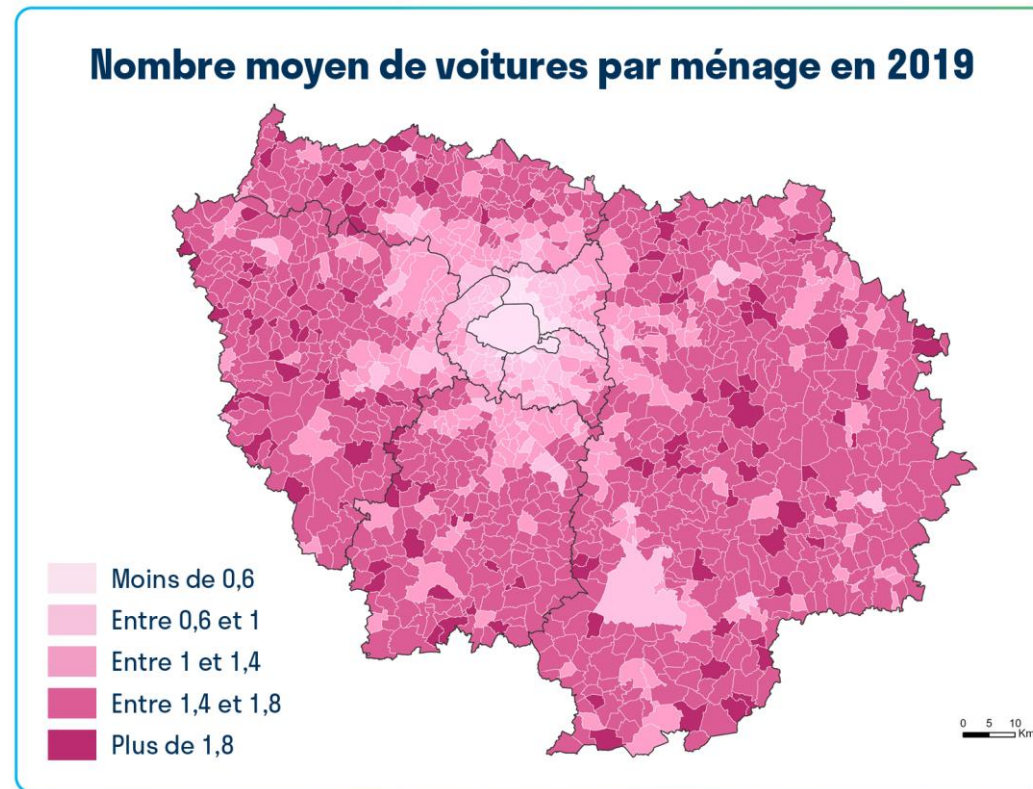 Nombre moyen de voitures par ménage en 2019
Moins de 0,6
Entre 0,6 et 1
Entre 1 et 1,4
Entre 1,4 et 1,8
Plus de 1,8
0 5 10
Km